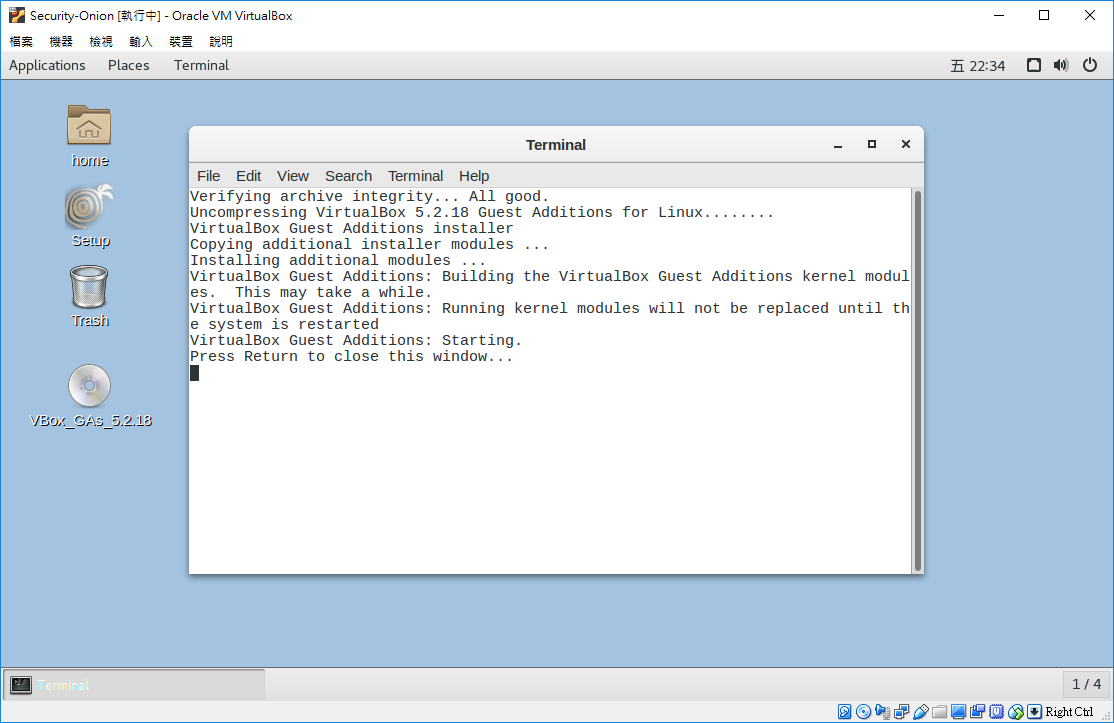 Security-Onion [執行中] - Oracle VM VirtualBox
檔案 機器 檢視 輸入 裝置 說明
Applications Places Terminal 五 22:34
home
Setup
Trash
VBox_GAs_5.2.18
Terminal
File Edit View Search Terminal Help
Verifying archive integrity... All good.
Uncompressing VirtualBox 5.2.18 Guest Additions for Linux........
VirtualBox Guest Additions installer
Copying additional installer modules ...
Installing additional modules ...
VirtualBox Guest Additions: Building the VirtualBox Guest Additions kernel modul
es.  This may take a while.
VirtualBox Guest Additions: Running kernel modules will not be replaced until th
e system is restarted
VirtualBox Guest Additions: Starting.
Press Return to close this window...
Terminal 1 / 4
Right Ctrl